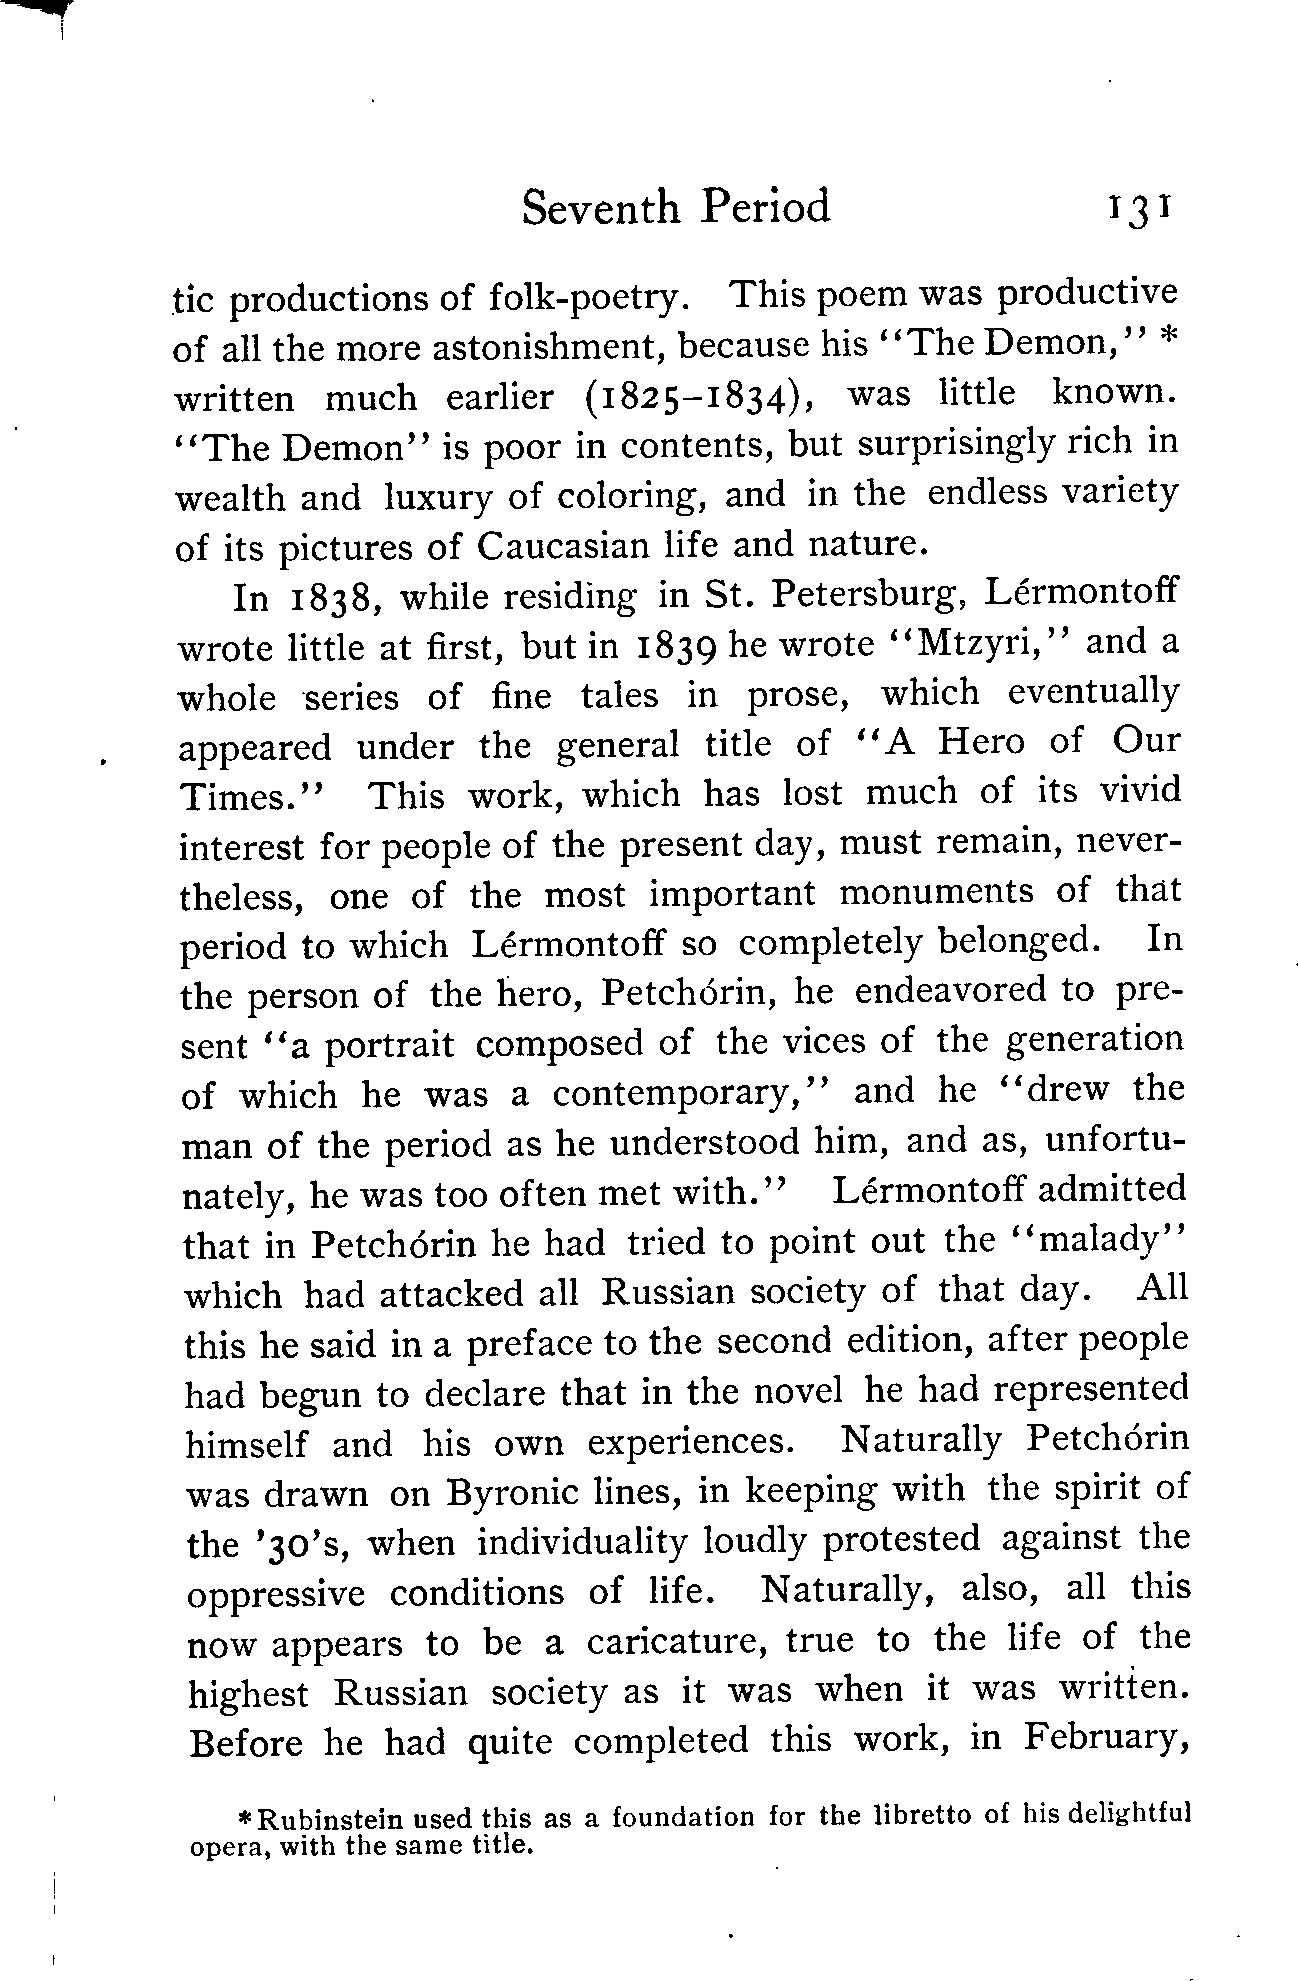 Seventh Period 131
tic productions of folk-poetry. This poem was productive
of all the more astonishment, because his "The Demon," *
written much earlier (1825–1834), was little known.
"The Demon" is poor in contents, but surprisingly rich in
wealth and luxury of coloring, and in the endless variety
of its pictures of Caucasian life and nature.
In 1838, while residing in St. Petersburg, Lérmontoff
wrote little at first, but in 1839 he wrote "Mtzyri," and a
whole series of fine tales in prose, which eventually
appeared under the general title of "A Hero of Our
Times." This work, which has lost much of its vivid
interest for people of the present day, must remain, never-
theless, one of the most important monuments of that
period to which Lérmontoff so completely belonged. In
the person of the hero, Petchórin, he endeavored to pre-
sent "a portrait composed of the vices of the generation
of which he was a contemporary," and he "drew the
man of the period as he understood him, and as, unfortu-
nately, he was too often met with." Lérmontoff admitted
that in Petchórin he had tried to point out the "malady"
which had attacked all Russian society of that day. All
this he said in a preface to the second edition, after people
had begun to declare that in the novel he had represented
himself and his own experiences. Naturally Petchórin
was drawn on Byronic lines, in keeping with the spirit of
the '30's, when individuality loudly protested against the
oppressive conditions of life. Naturally, also, all this
now appears to be a caricature, true to the life of the
highest Russian society as it was when it was written.
Before he had quite completed this work, in February,
*Rubinstein used this as a foundation for the libretto of his delightful
opera, with the same title.